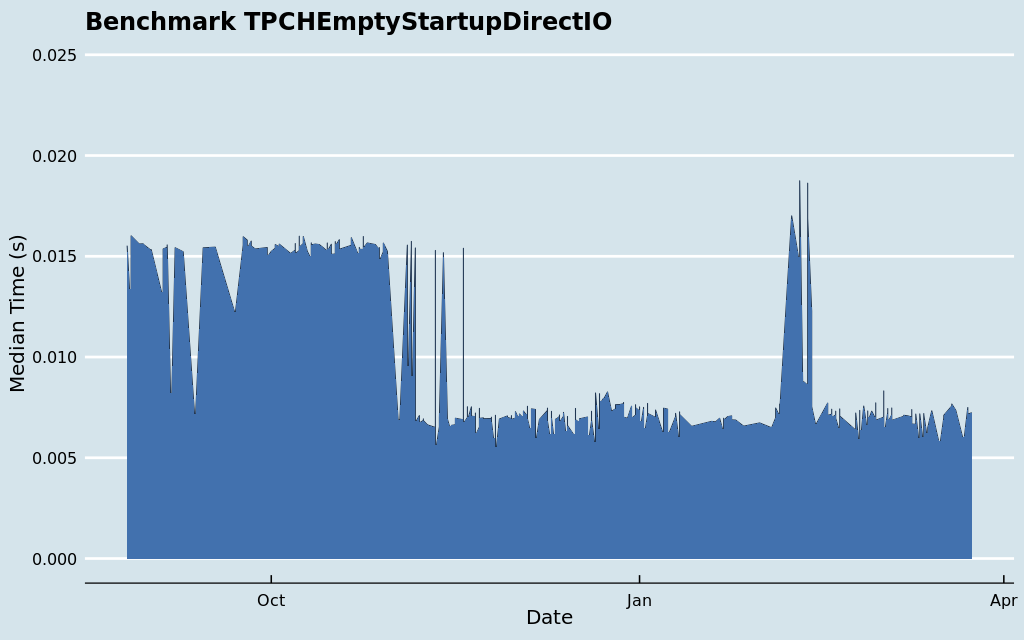 Benchmark TPCHEmptyStartupDirectIO
0.025
0.020
0.015
0.010
0.005
0.000
Median Time (s)
Oct
Jan
Apr
Date